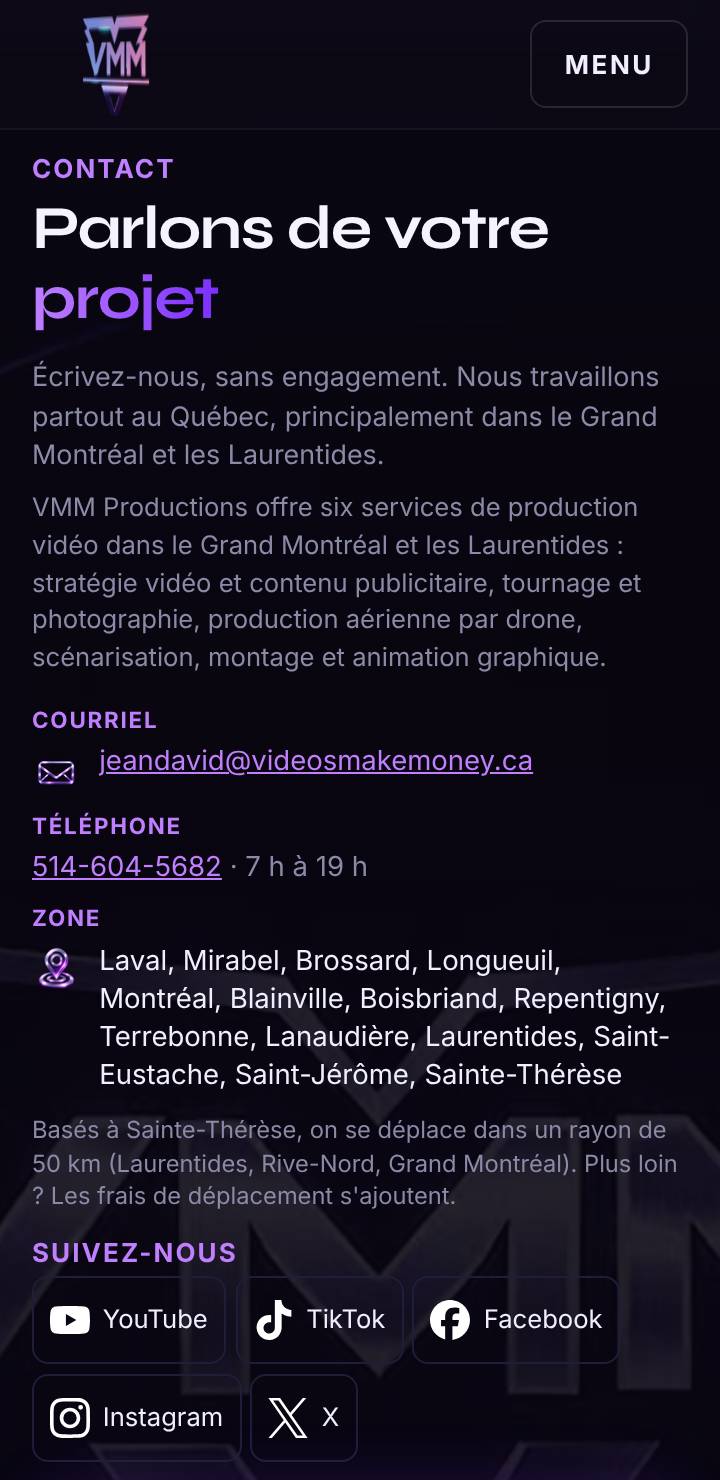 VMM
MENU
CONTACT
Parlons de votre
projet
Écrivez-nous, sans engagement. Nous travaillons
partout au Québec, principalement dans le Grand
Montréal et les Laurentides.
VMM Productions offre six services de production
vidéo dans le Grand Montréal et les Laurentides :
stratégie vidéo et contenu publicitaire, tournage et
photographie, production aérienne par drone,
scénarisation, montage et animation graphique.
COURRIEL
jeandavid@videosmakemoney.ca
TÉLÉPHONE
514-604-5682 · 7 h à 19 h
ZONE
Laval, Mirabel, Brossard, Longueuil,
Montréal, Blainville, Boisbriand, Repentigny,
Terrebonne, Lanaudière, Laurentides, Saint-
Eustache, Saint-Jérôme, Sainte-Thérèse
Basés à Sainte-Thérèse, on se déplace dans un rayon de
50 km (Laurentides, Rive-Nord, Grand Montréal). Plus loin
? Les frais de déplacement s'ajoutent.
SUIVEZ-NOUS
YouTube
TikTok
Facebook
Instagram
X